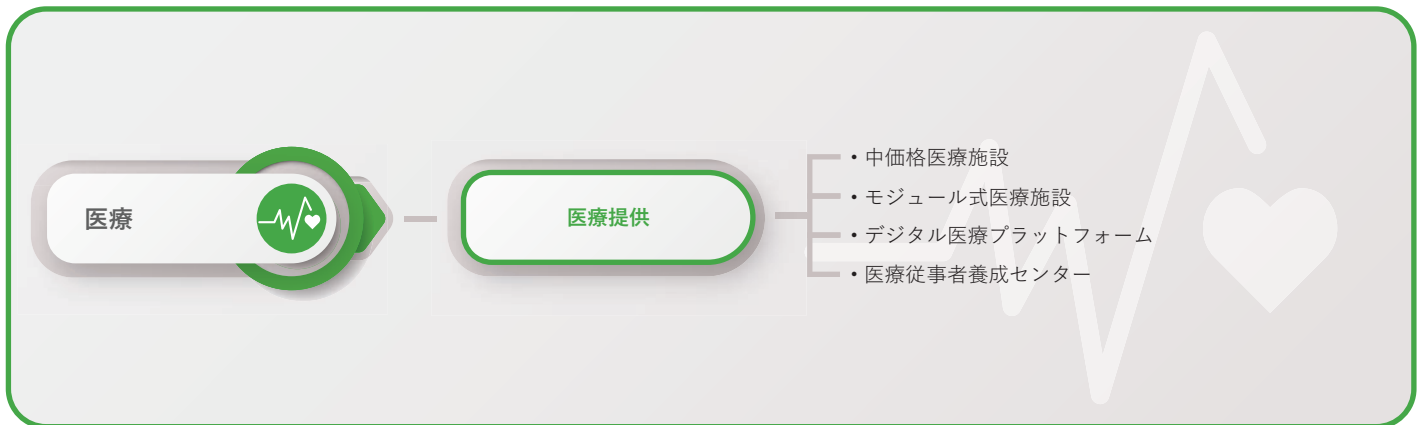 医療
医療提供
・中価格医療施設
・モジュール式医療施設
・デジタル医療プラットフォーム
・医療従事者養成センター